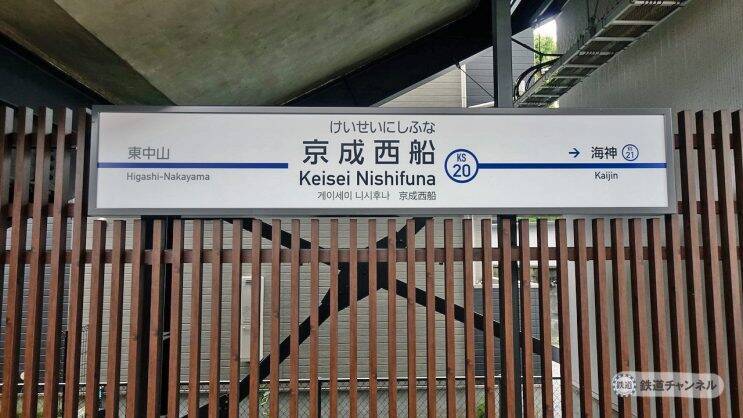 けいせいにしふな
京成西船
Keisei Nishifuna
게이세이 니시후나 京成西船
KS
20
東中山
Higashi-Nakayama
→ 海神
KS
21
Kaijin
鉄道 鉄道チャンネル